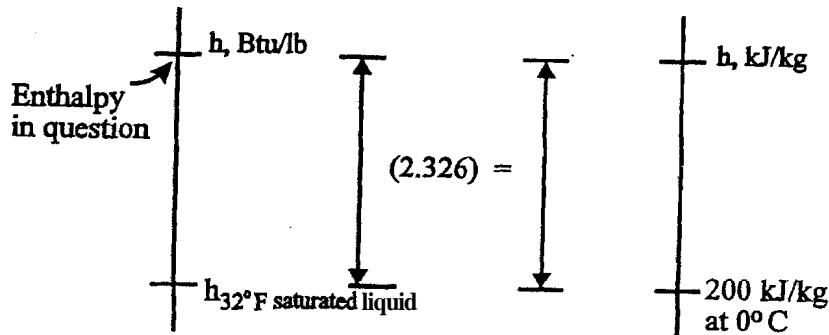 h, Btu/lb
h, kJ/kg
Enthalpy
in question
(2.326) =
h32°F saturated liquid
200 kJ/kg
at 0° C